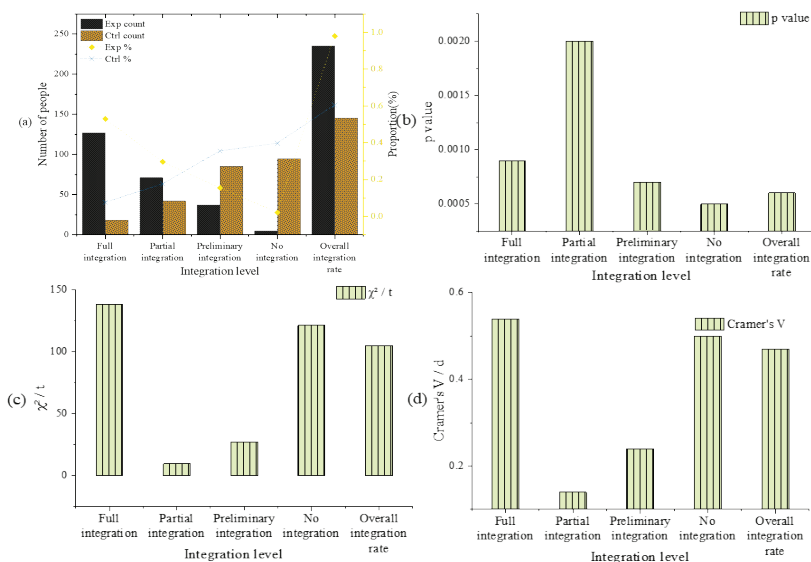 Exp count
Ctrl count
Exp %
Ctrl %
250
200
150
100
50
0
1.0
0.8
0.6
0.4
0.2
0.0
Number of people
Proportion(%)
(a)
Full integration
Partial integration
Preliminary integration
No integration
Overall integration rate
Integration level
p value
0.0020
0.0015
0.0010
0.0005
p value
(b)
Full integration
Partial integration
Preliminary integration
No integration
Overall integration rate
Integration level
χ² / t
150
100
50
0
χ² / t
(c)
Full integration
Partial integration
Preliminary integration
No integration
Overall integration rate
Integration level
Cramer's V
0.6
0.4
0.2
Cramer's V / d
(d)
Full integration
Partial integration
Preliminary integration
No integration
Overall integration rate
Integration level